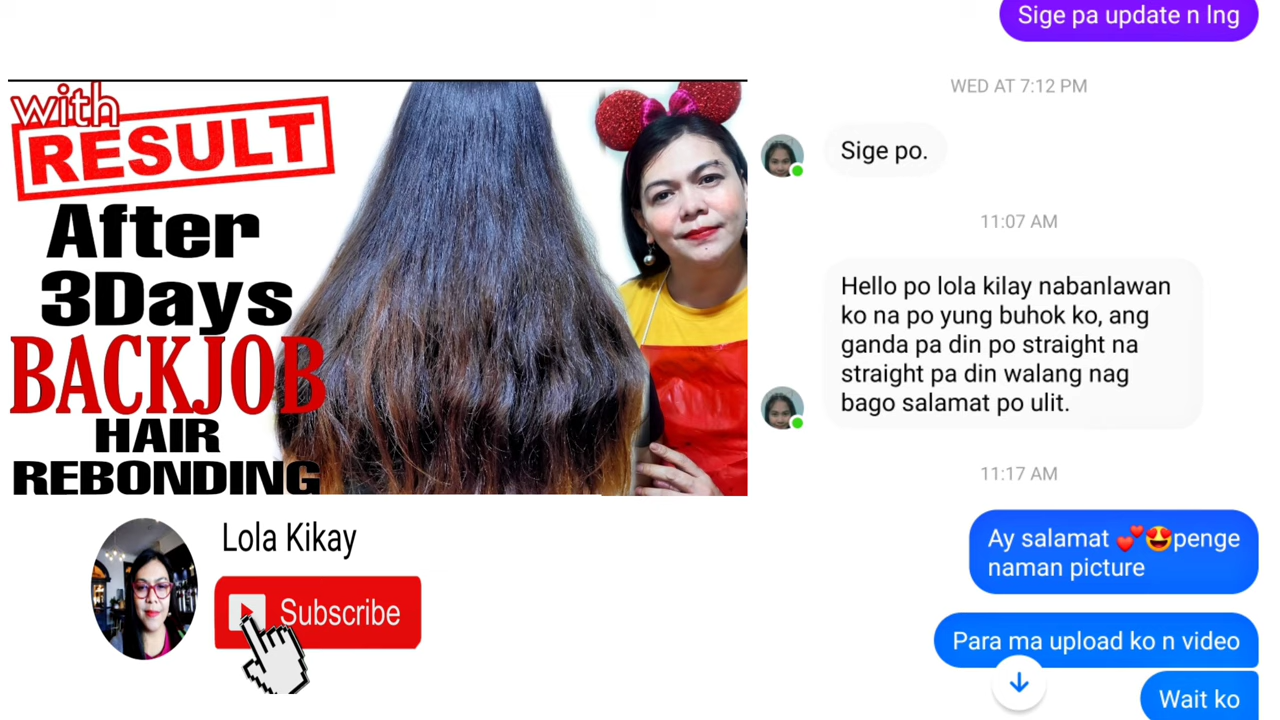 with
RESULT
After
3Days
BACKJOB
HAIR
REBONDING
Lola Kikay
Subscribe
Sige pa update n lng
WED AT 7:12 PM
Sige po.
11:07 AM
Hello po lola kilay nabanlawan
ko na po yung buhok ko, ang
ganda pa din po straight na
straight pa din walang nag
bago salamat po ulit.
11:17 AM
Ay salamat 💕😍penge
naman picture
Para ma upload ko n video
Wait ko